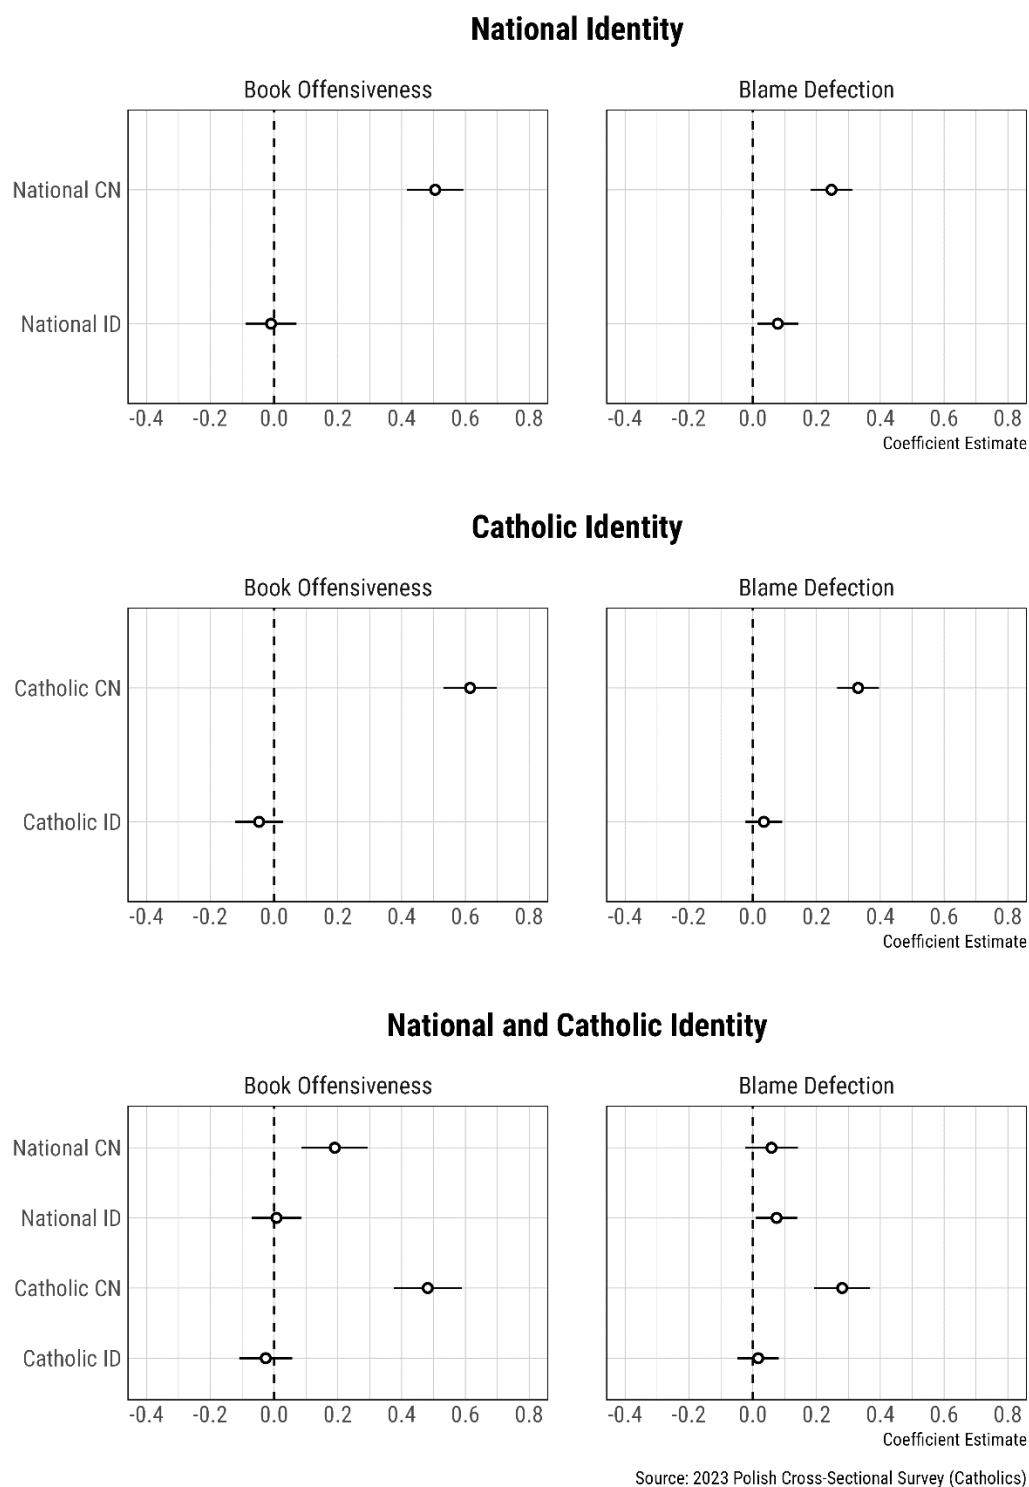 National Identity
Book Offensiveness Blame Defection
National CN
National ID
-0.4 -0.2 0.0 0.2 0.4 0.6 0.8 -0.4 -0.2 0.0 0.2 0.4 0.6 0.8
Coefficient Estimate
Catholic Identity
Book Offensiveness Blame Defection
Catholic CN
Catholic ID
-0.4 -0.2 0.0 0.2 0.4 0.6 0.8 -0.4 -0.2 0.0 0.2 0.4 0.6 0.8
Coefficient Estimate
National and Catholic Identity
Book Offensiveness Blame Defection
National CN
National ID
Catholic CN
Catholic ID
-0.4 -0.2 0.0 0.2 0.4 0.6 0.8 -0.4 -0.2 0.0 0.2 0.4 0.6 0.8
Coefficient Estimate
Source: 2023 Polish Cross-Sectional Survey (Catholics)